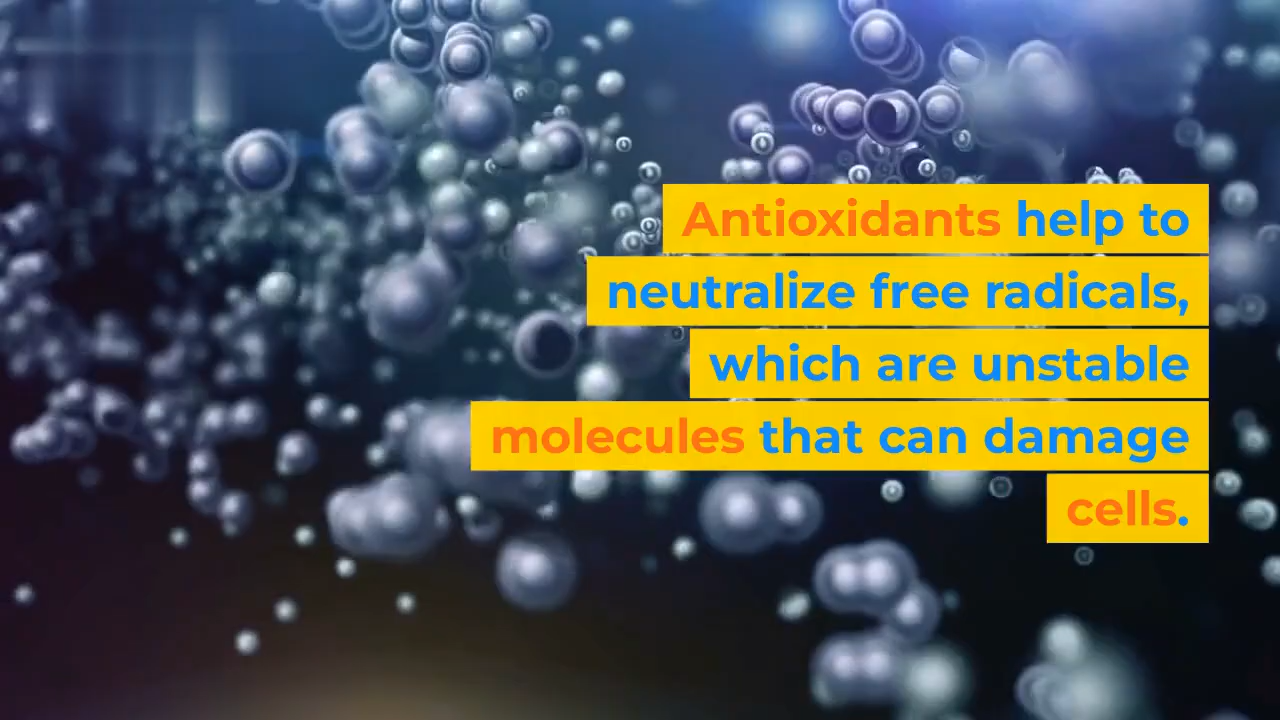 Antioxidants help to
neutralize free radicals,
which are unstable
molecules that can damage
cells.